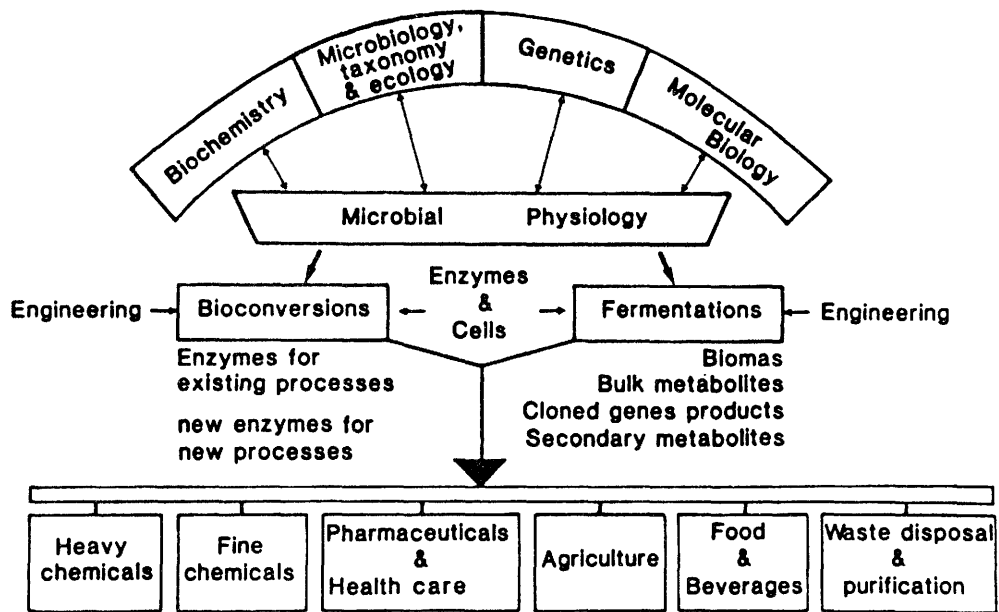 Biochemistry
Microbiology,
taxonomy
& ecology
Genetics
Molecular
Biology
Microbial Physiology
Engineering
Bioconversions
Enzymes
&
Cells
Fermentations
Engineering
Enzymes for
existing processes
new enzymes for
new processes
Biomas
Bulk metabolites
Cloned genes products
Secondary metabolites
Heavy
chemicals
Fine
chemicals
Pharmaceuticals
&
Health care
Agriculture
Food
&
Beverages
Waste disposal
&
purification